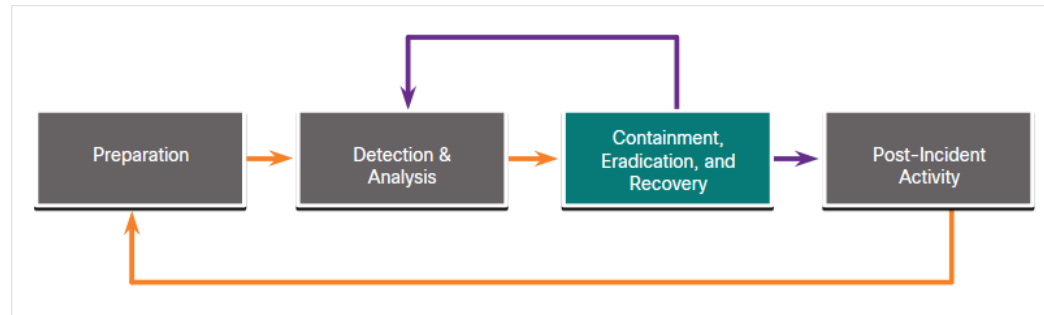 Preparation
Detection &
Analysis
Containment,
Eradication, and
Recovery
Post-Incident
Activity